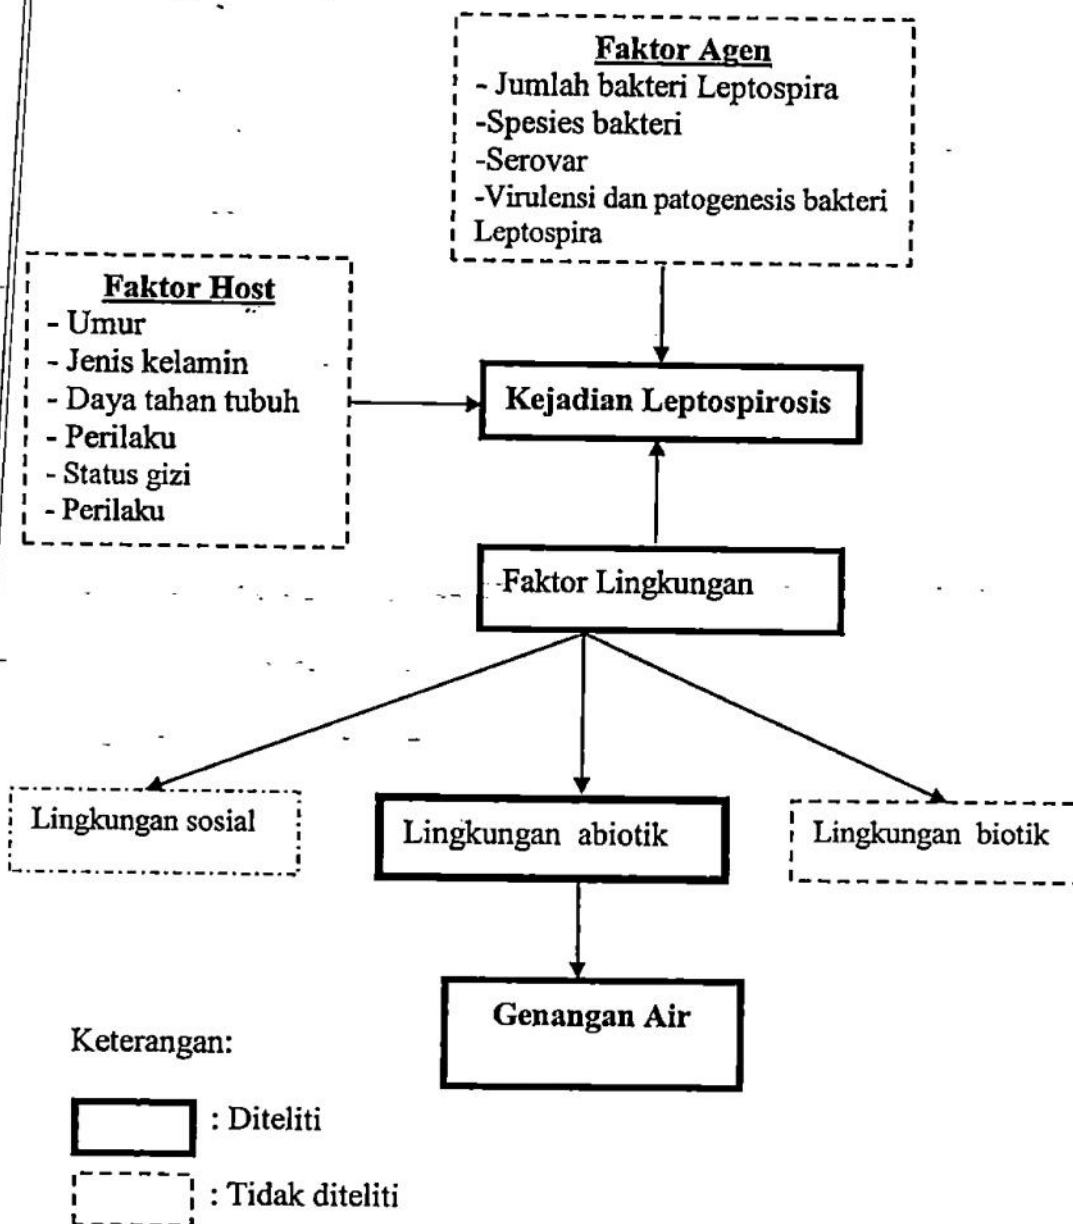 Faktor Agen
- Jumlah bakteri Leptospira
-Spesies bakteri
-Serovar
-Virulensi dan patogenesis bakteri
Leptospira
Faktor Host
- Umur
- Jenis kelamin
- Daya tahan tubuh
- Perilaku
- Status gizi
- Perilaku
Kejadian Leptospirosis
Faktor Lingkungan
Lingkungan sosial
Lingkungan abiotik
Lingkungan biotik
Genangan Air
Keterangan:
: Diteliti
: Tidak diteliti